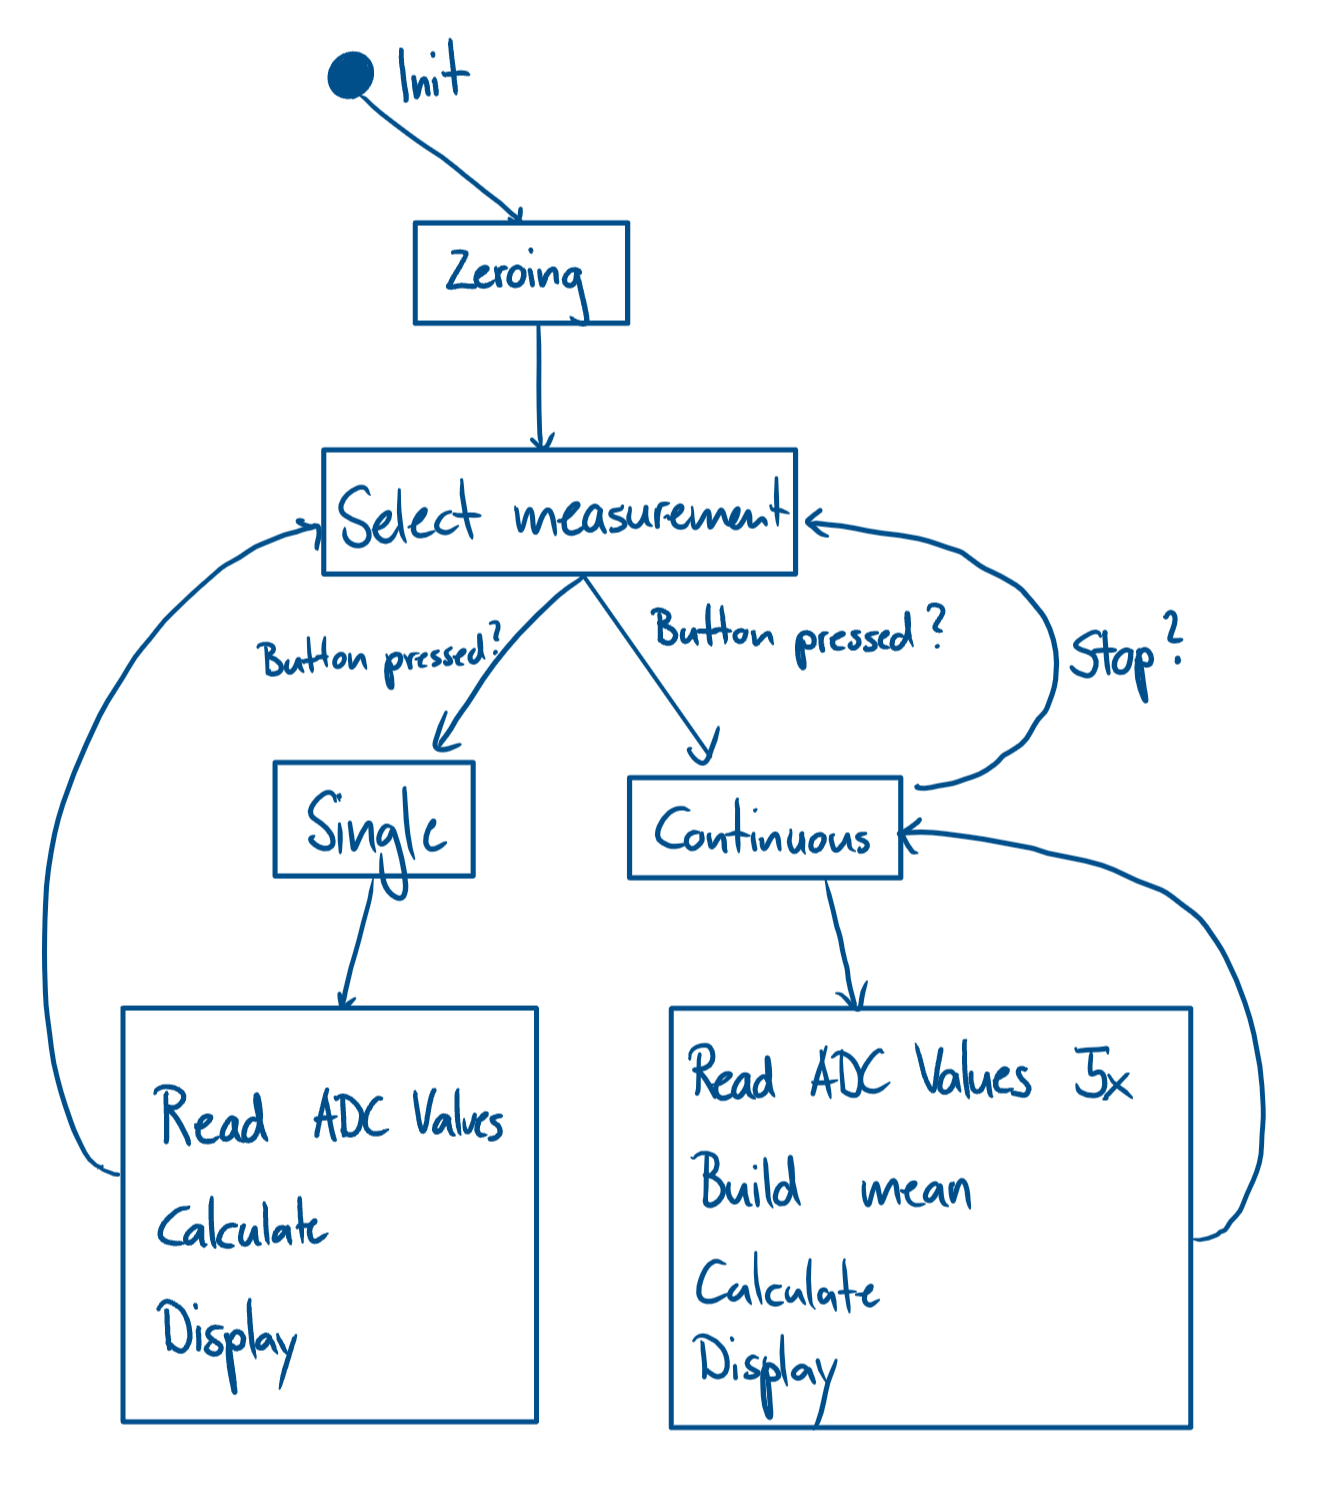 Init
Zeroing
Select measurement
Button pressed?
Button pressed?
Stop?
Single
Continuous
Read ADC Values
Calculate
Display
Read ADC Values 5x
Build mean
Calculate
Display